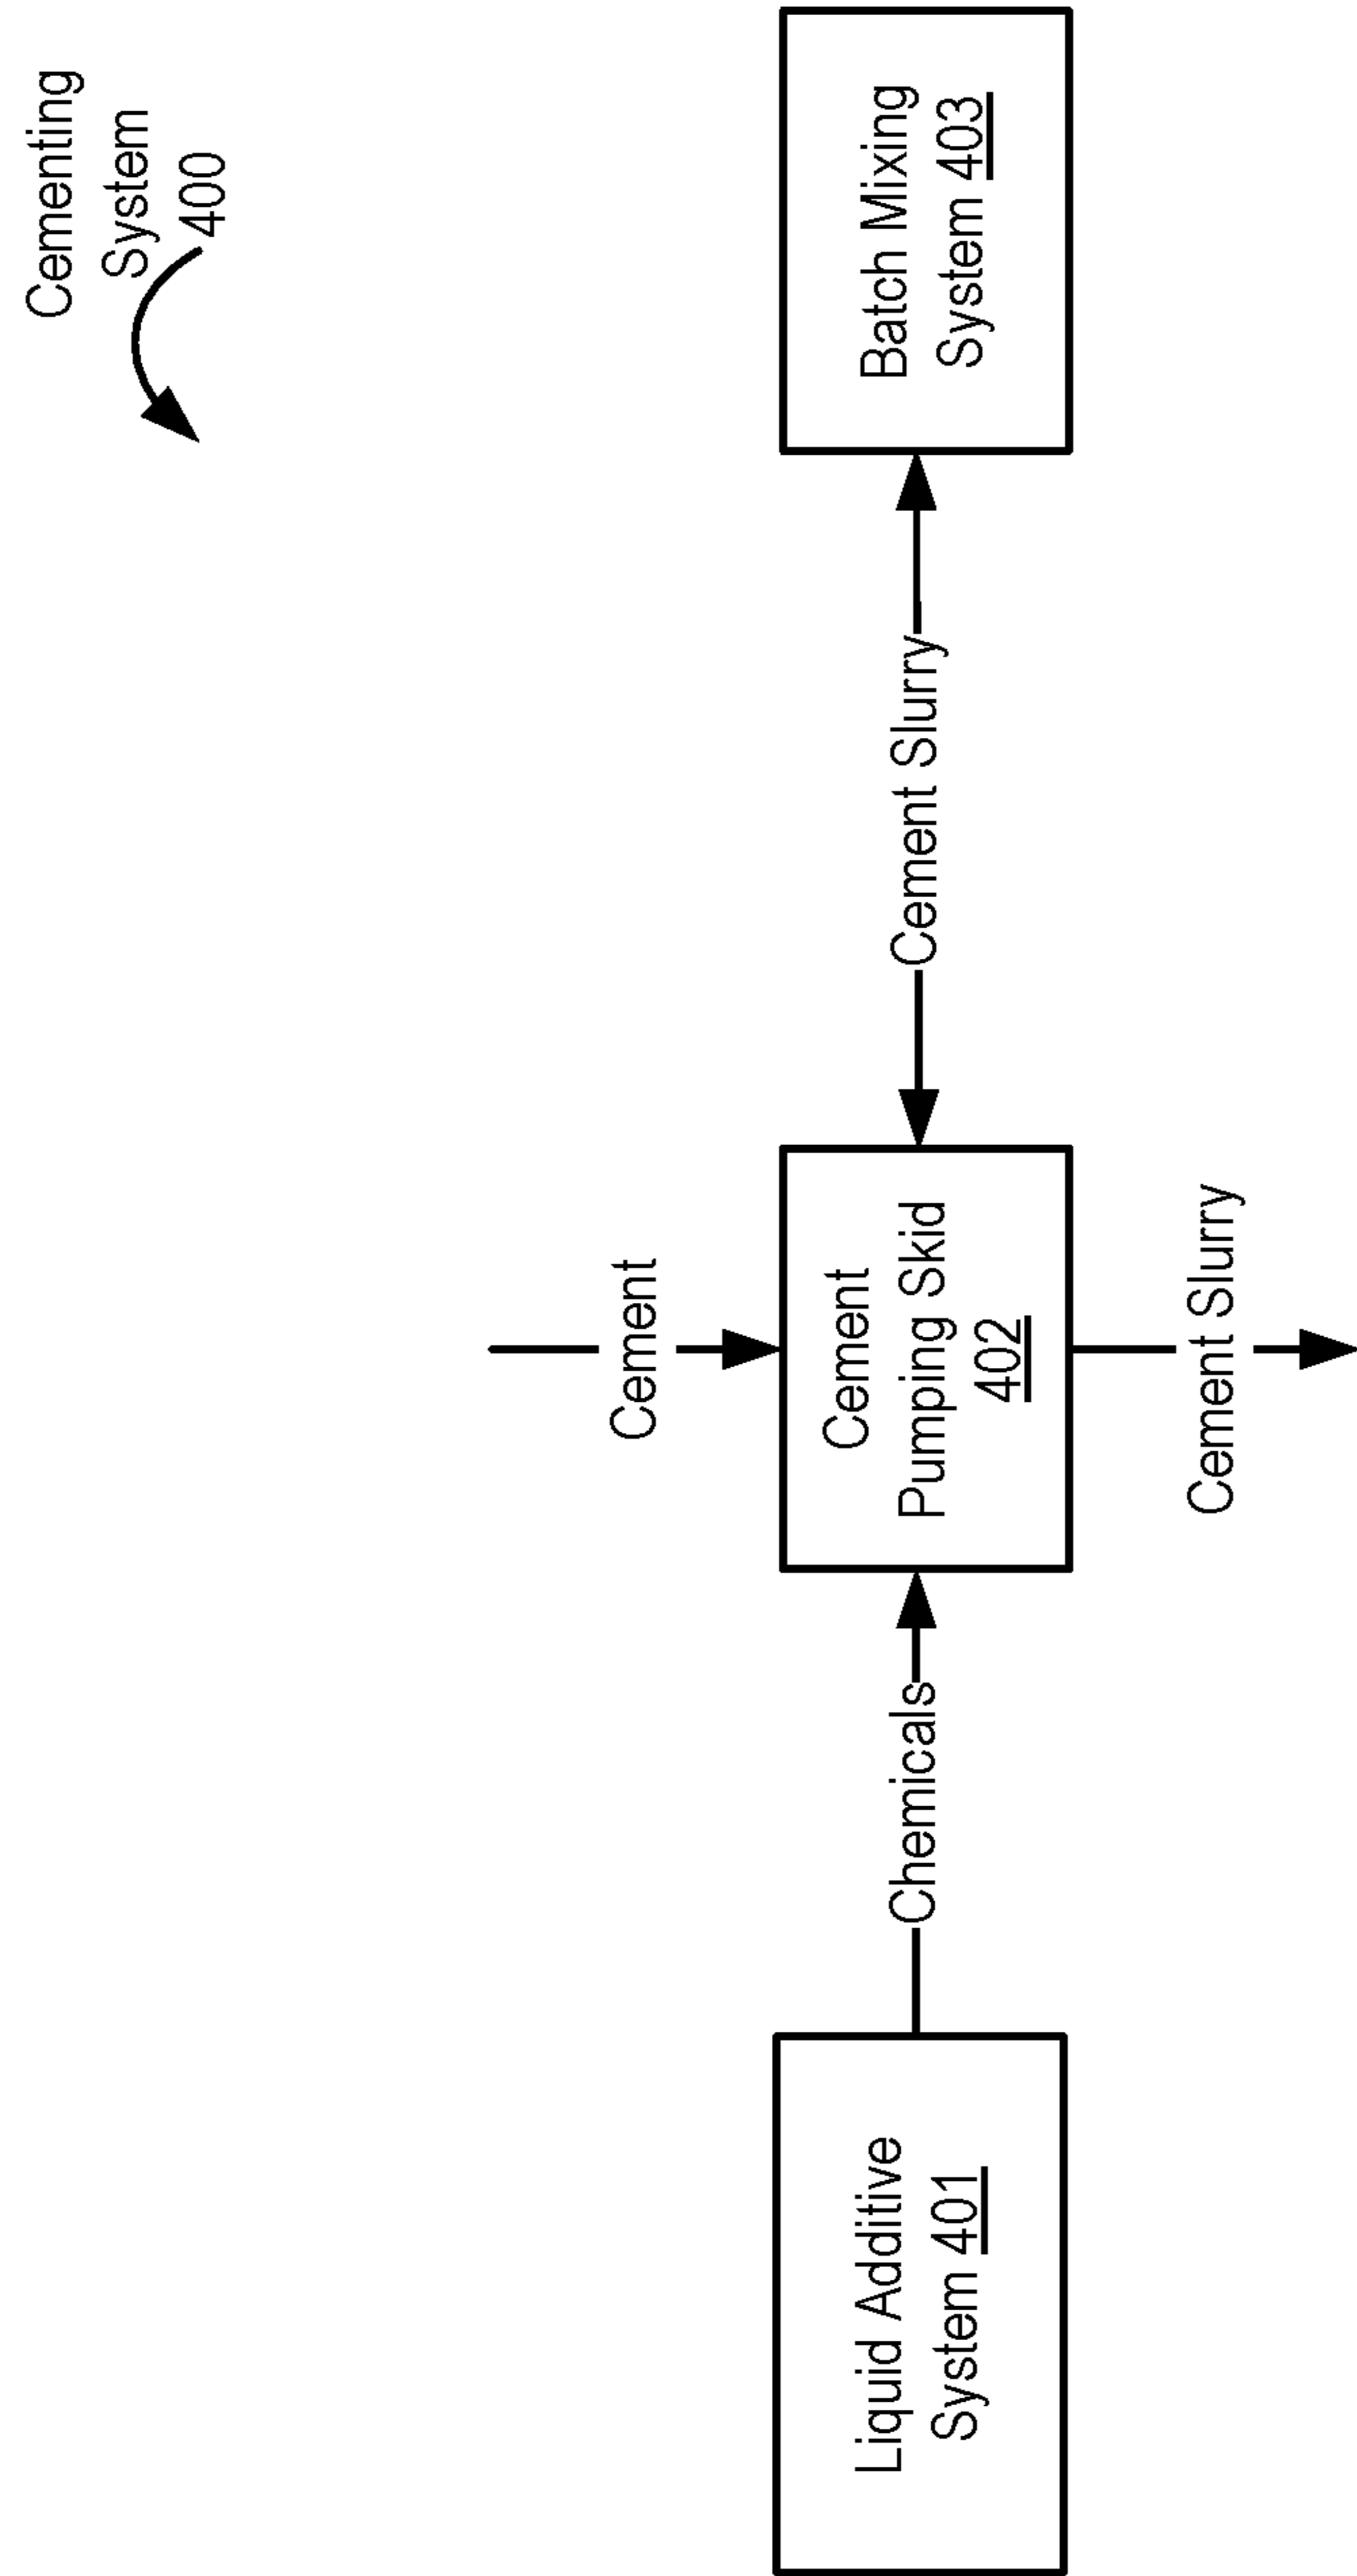 Cementing
System
400
Cement
Liquid Additive
System 401
Chemicals
Cement
Pumping Skid
402
Cement Slurry
Batch Mixing
System 403
Cement Slurry